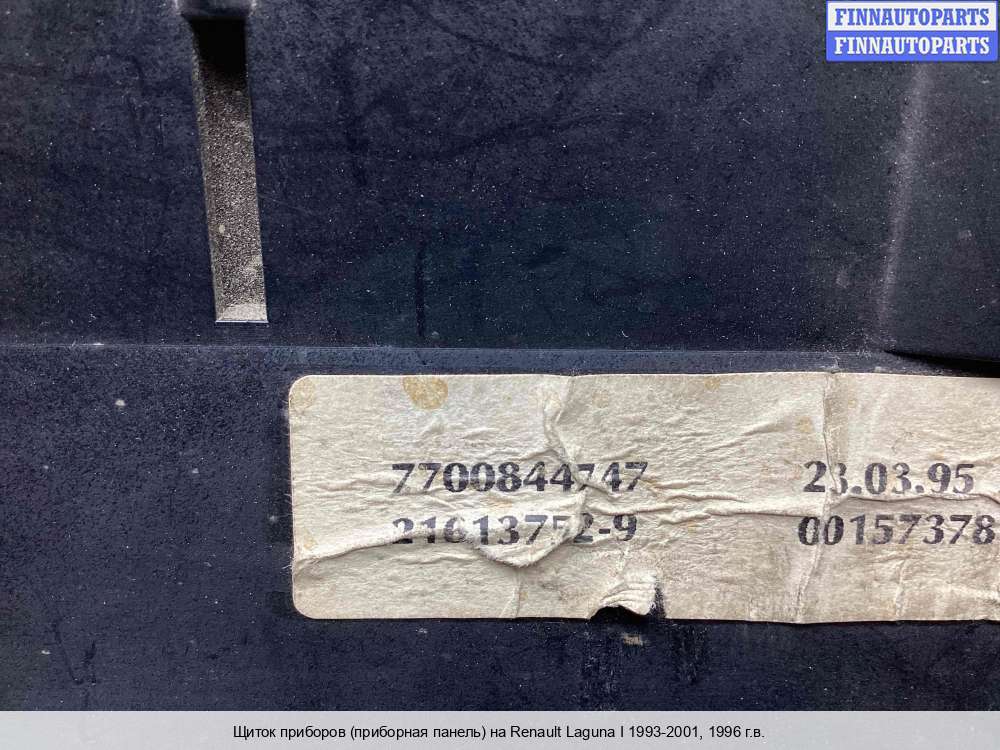 FINNAUTOPARTS
FINNAUTOPARTS
7700844747 23.03.95
21613752-9 00157378
Щиток приборов (приборная панель) на Renault Laguna I 1993-2001, 1996 г.в.